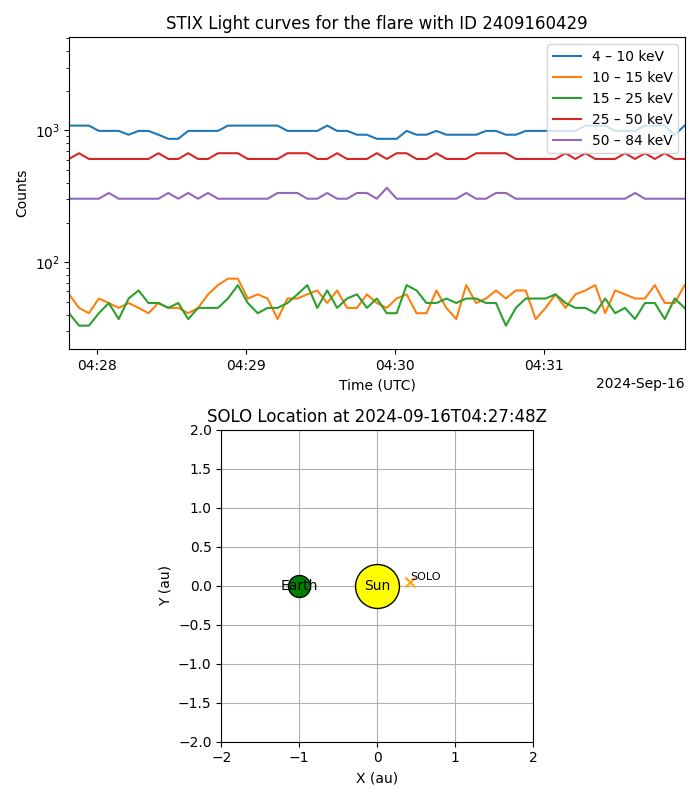 STIX Light curves for the flare with ID 2409160429
4 – 10 keV
10 – 15 keV
15 – 25 keV
25 – 50 keV
50 – 84 keV
10³
10²
Counts
04:28 04:29 04:30 04:31
Time (UTC)
2024-Sep-16
SOLO Location at 2024-09-16T04:27:48Z
2.0
1.5
1.0
0.5
0.0
−0.5
−1.0
−1.5
−2.0
Y (au)
Earth Sun SOLO
−2 −1 0 1 2
X (au)